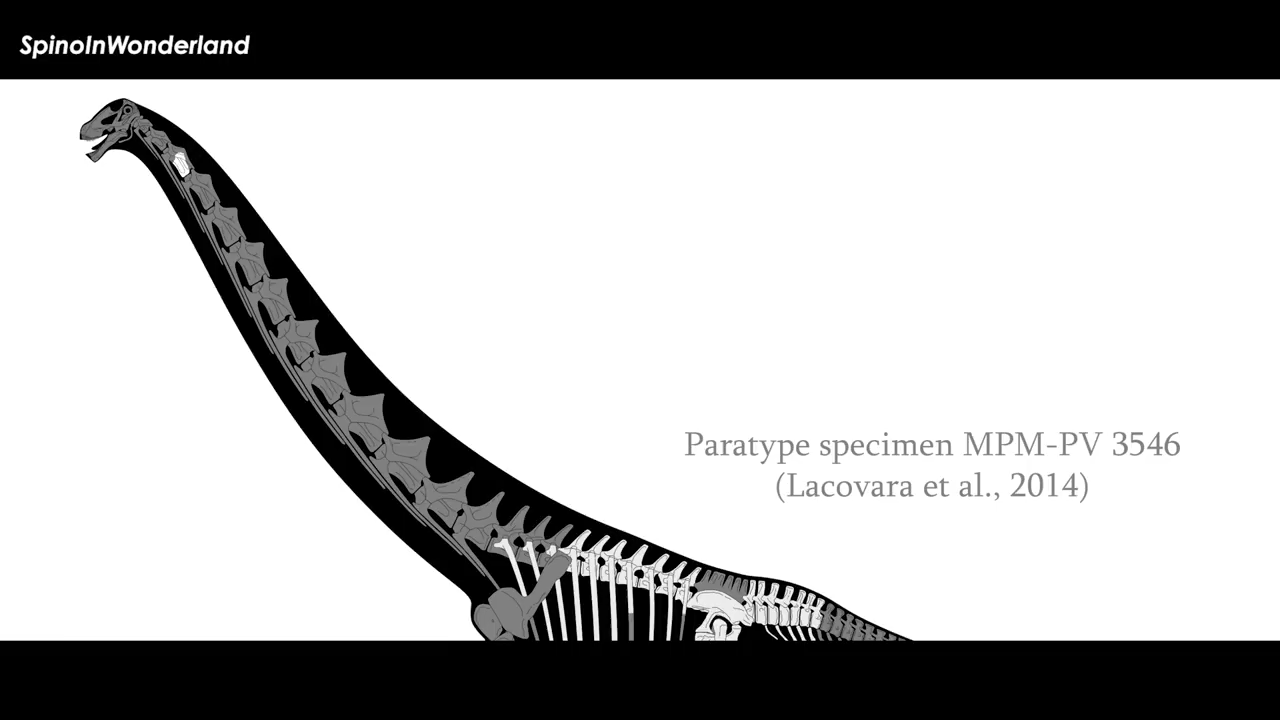 SpinoInWonderland
Paratype specimen MPM-PV 3546
(Lacovara et al., 2014)